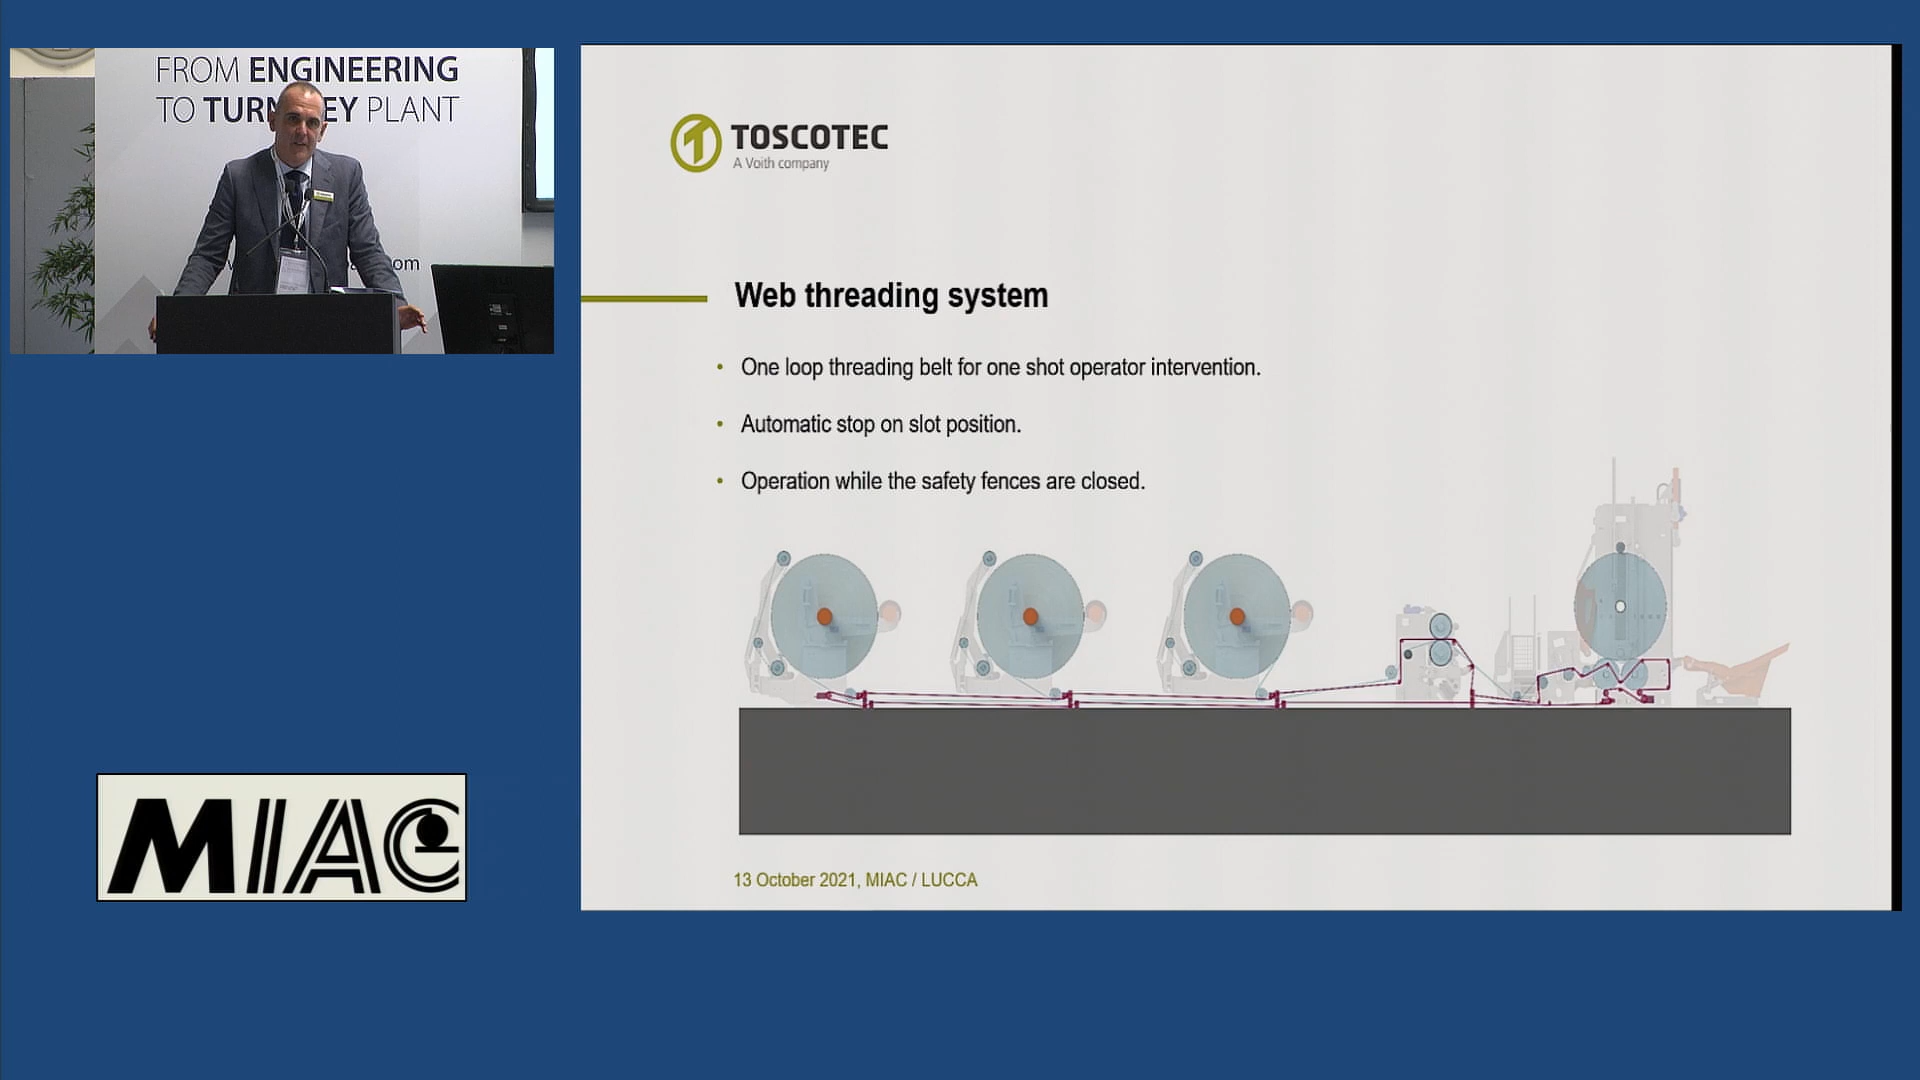 FROM ENGINEERING
TO TURN EY PLANT
om
TOSCOTEC
A Voith company
Web threading system
• One loop threading belt for one shot operator intervention.
• Automatic stop on slot position.
• Operation while the safety fences are closed.
13 October 2021, MIAC / LUCCA
MIAC